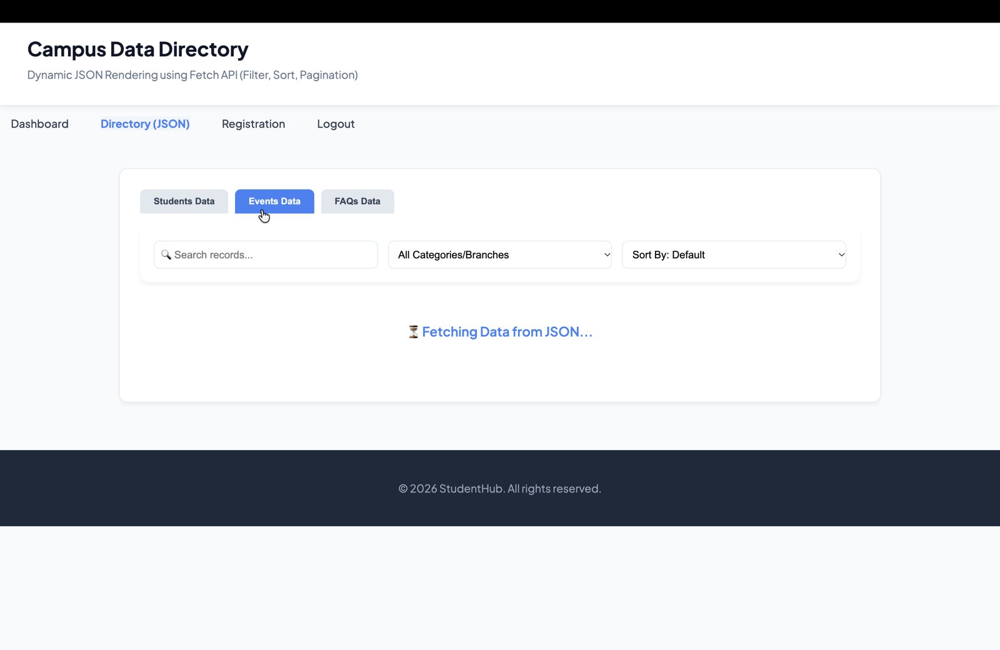 Campus Data Directory
Dynamic JSON Rendering using Fetch API (Filter, Sort, Pagination)
Dashboard Directory (JSON) Registration Logout
Students Data Events Data FAQs Data
🔍 Search records... All Categories/Branches Sort By: Default
⏳ Fetching Data from JSON...
© 2026 StudentHub. All rights reserved.